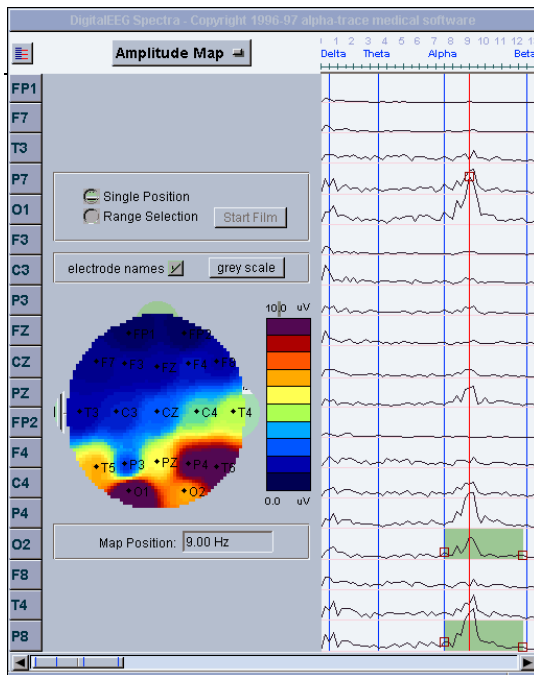 DigitalEEG Spectra - Copyright 1996-97 alpha-trace medical software
Amplitude Map
1 2 3 4 5 6 7 8 9 10 11 12 13
Delta Theta Alpha Beta
FP1
F7
T3
P7
O1
F3
C3
P3
FZ
CZ
PZ
FP2
F4
C4
P4
O2
F8
T4
P8
Single Position
Range Selection
Start Film
electrode names
grey scale
10.0 uV
FP1
F7 F3 FZ F4
T3 C3 CZ C4 T4
T5 P3 PZ P4 T6
O1 O2
0.0 uV
Map Position: 9.00 Hz